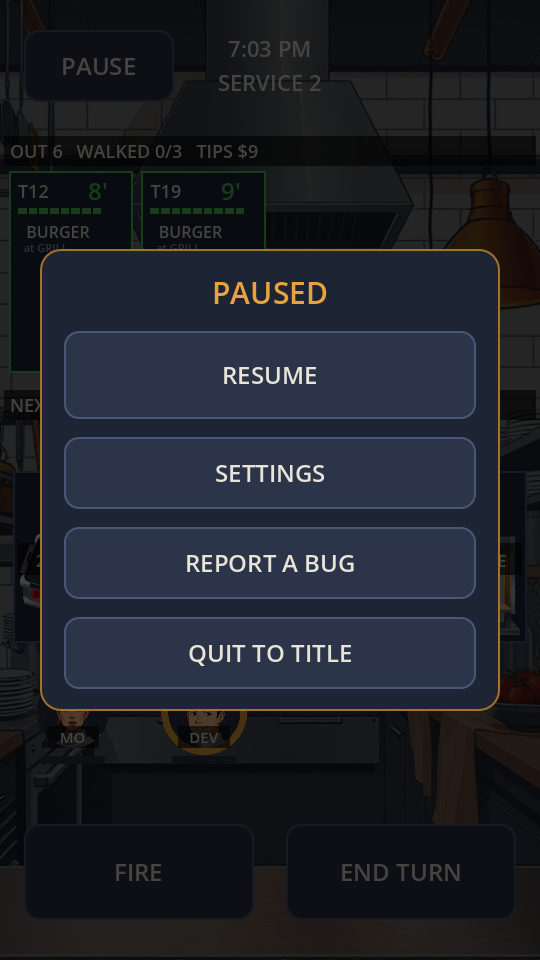 PAUSE
7:03 PM
SERVICE 2
OUT 6 WALKED 0/3 TIPS $9
T12 8'
BURGER
at GRILL
T19 9'
BURGER
at GRILL
PAUSED
RESUME
SETTINGS
REPORT A BUG
QUIT TO TITLE
MO
DEV
FIRE
END TURN